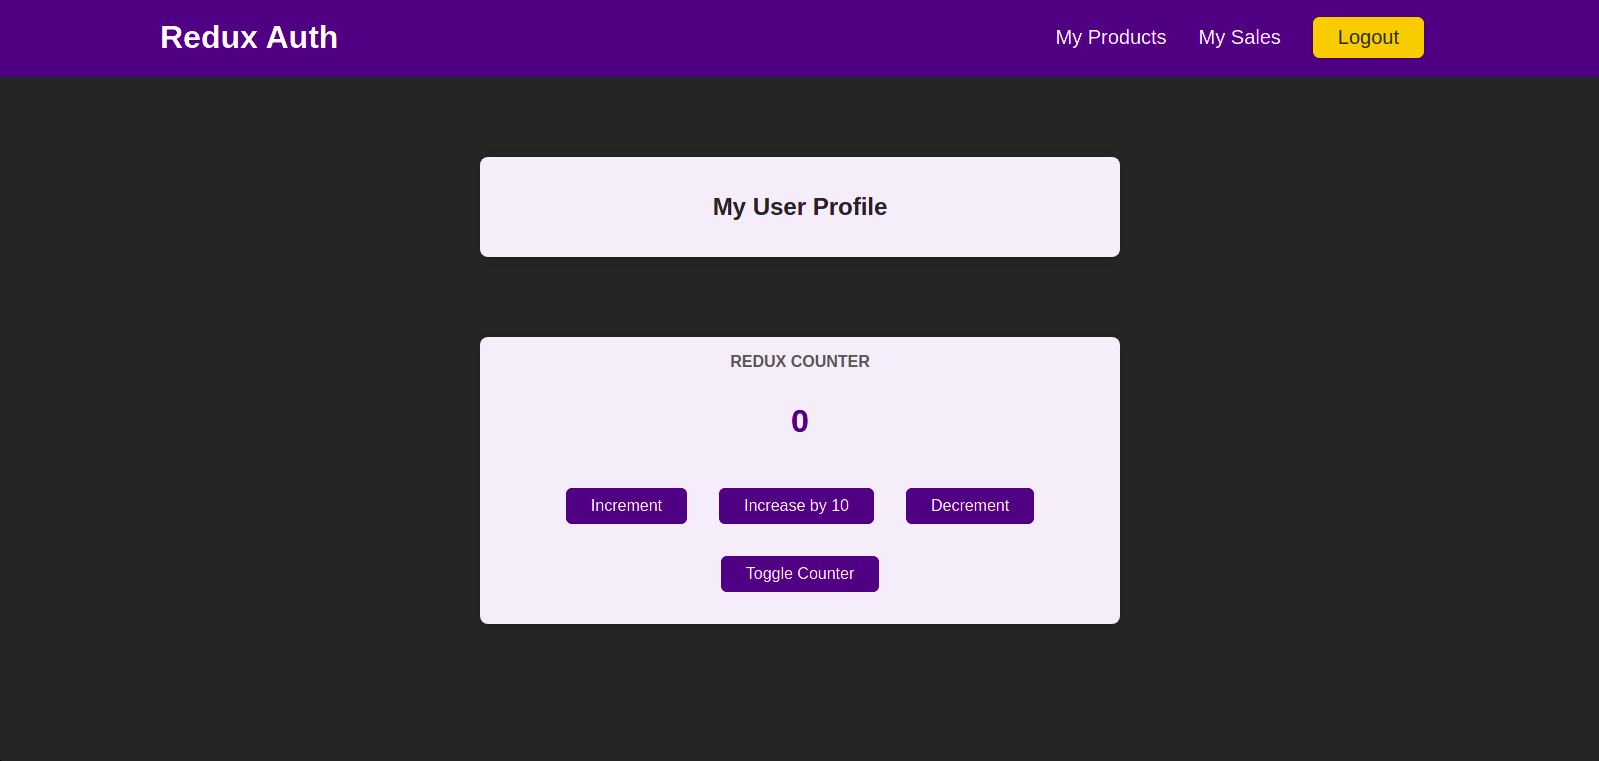 Redux Auth My Products My Sales Logout
My User Profile
REDUX COUNTER
0
Increment Increase by 10 Decrement
Toggle Counter